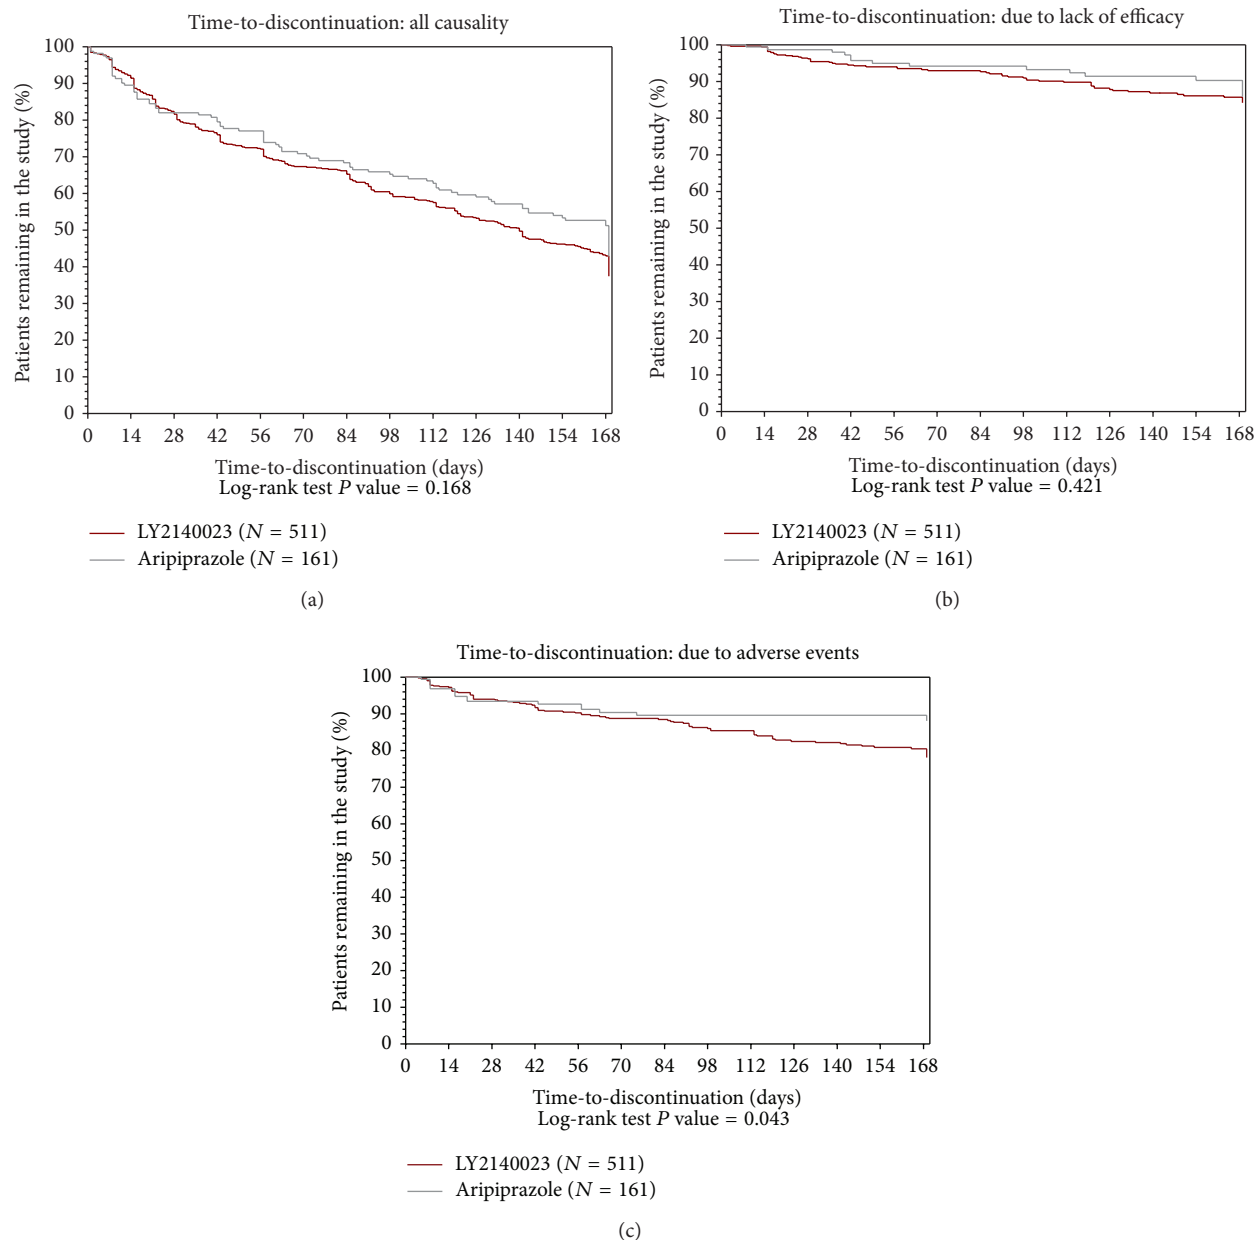 Time-to-discontinuation: all causality
Patients remaining in the study (%)
100
90
80
70
60
50
40
30
20
10
0
0 14 28 42 56 70 84 98 112 126 140 154 168
Time-to-discontinuation (days)
Log-rank test P value = 0.168
LY2140023 (N = 511)
Aripiprazole (N = 161)
(a)
Time-to-discontinuation: due to lack of efficacy
Patients remaining in the study (%)
100
90
80
70
60
50
40
30
20
10
0
0 14 28 42 56 70 84 98 112 126 140 154 168
Time-to-discontinuation (days)
Log-rank test P value = 0.421
LY2140023 (N = 511)
Aripiprazole (N = 161)
(b)
Time-to-discontinuation: due to adverse events
Patients remaining in the study (%)
100
90
80
70
60
50
40
30
20
10
0
0 14 28 42 56 70 84 98 112 126 140 154 168
Time-to-discontinuation (days)
Log-rank test P value = 0.043
LY2140023 (N = 511)
Aripiprazole (N = 161)
(c)